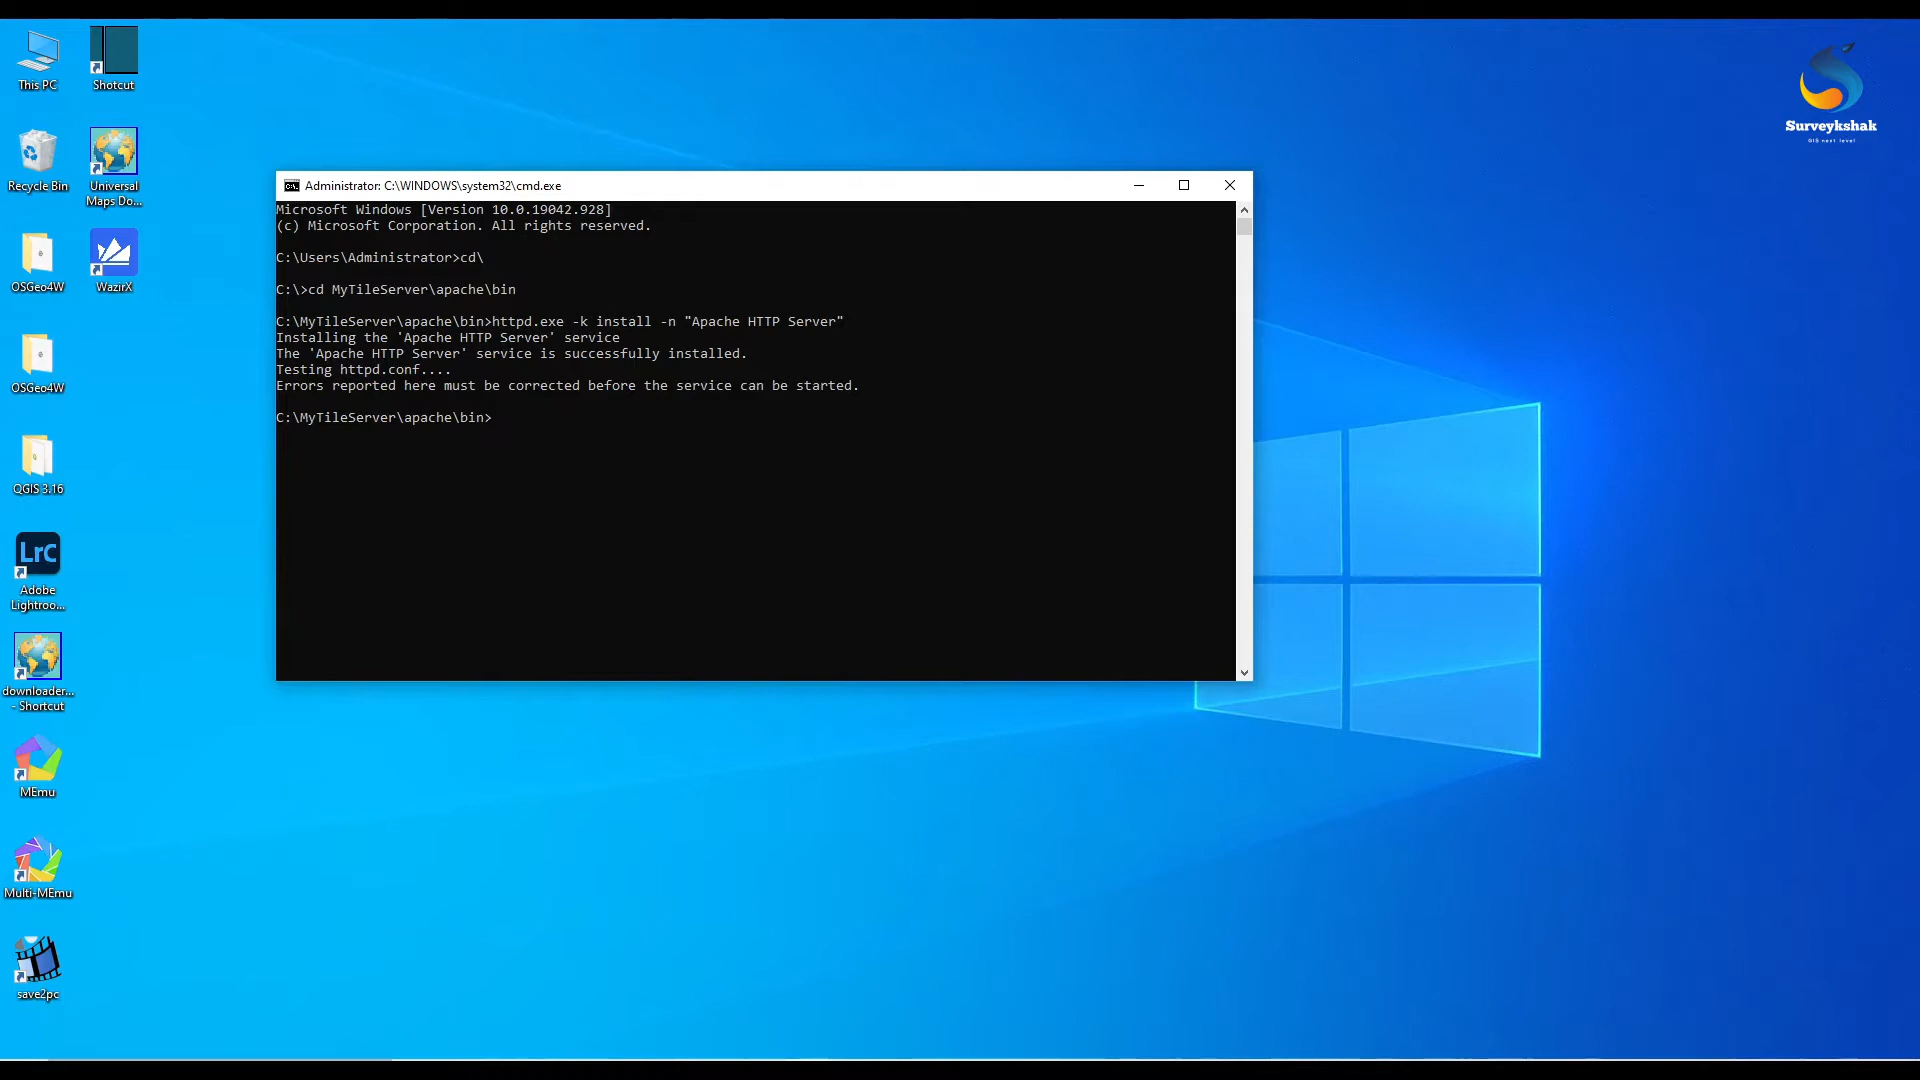 This PC
Shotcut
Recycle Bin
Universal
Maps Do...
OSGeo4W
WazirX
OSGeo4W
QGIS 3.16
LrC
Adobe
Lightroo...
downloader...
- Shortcut
MEmu
Multi-MEmu
save2pc
Administrator: C:\WINDOWS\system32\cmd.exe
Microsoft Windows [Version 10.0.19042.928]
(c) Microsoft Corporation. All rights reserved.
C:\Users\Administrator>cd\
C:\>cd MyTileServer\apache\bin
C:\MyTileServer\apache\bin>httpd.exe -k install -n "Apache HTTP Server"
Installing the 'Apache HTTP Server' service
The 'Apache HTTP Server' service is successfully installed.
Testing httpd.conf....
Errors reported here must be corrected before the service can be started.
C:\MyTileServer\apache\bin>
Surveykshak
GIS next level